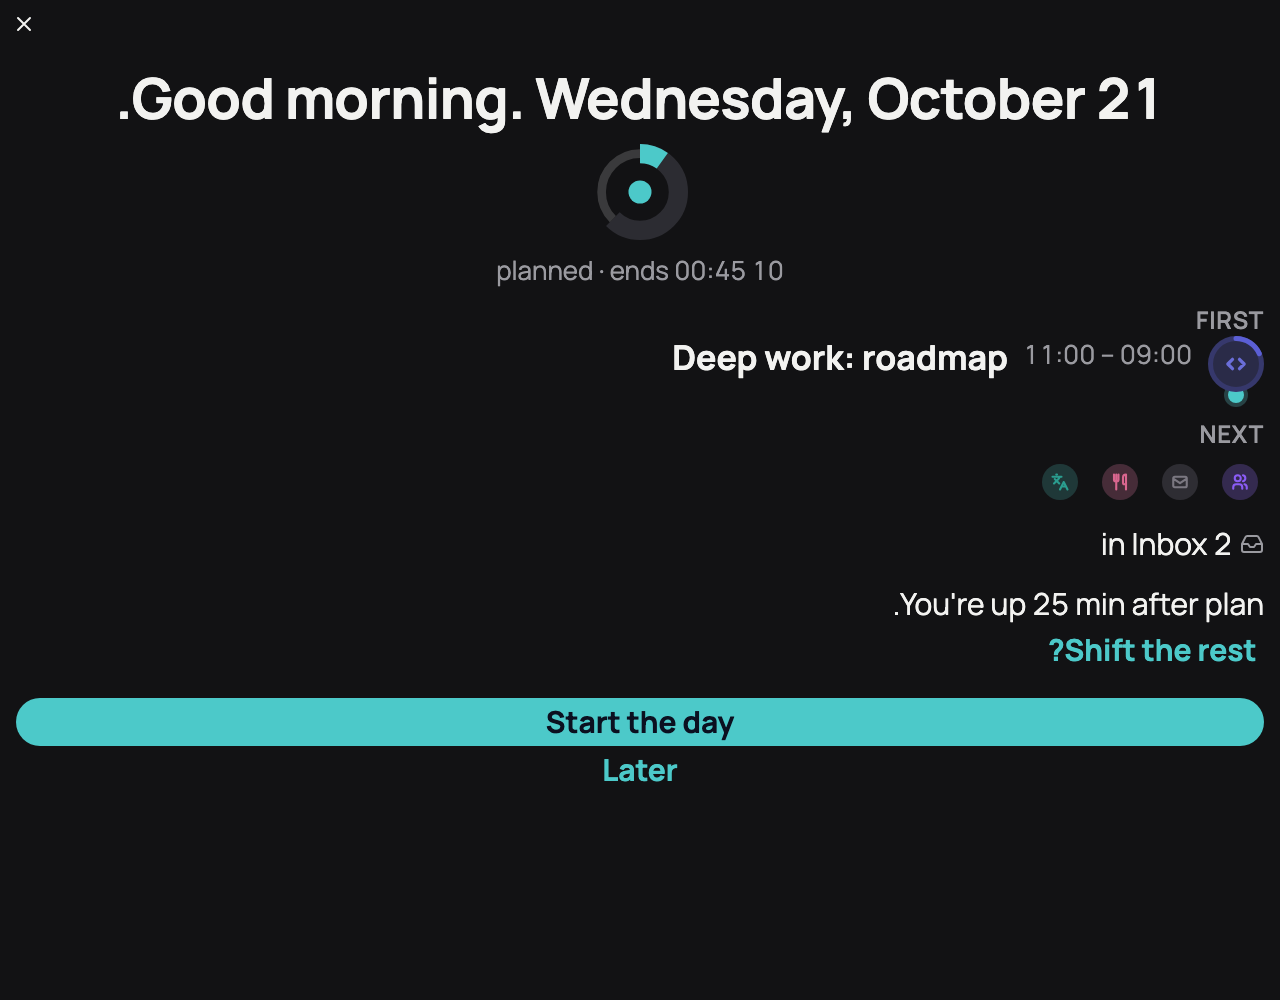 .Good morning. Wednesday, October 21
planned · ends 00:45 10
FIRST
Deep work: roadmap 11:00 – 09:00
NEXT
in Inbox 2
.You're up 25 min after plan
?Shift the rest
Start the day
Later